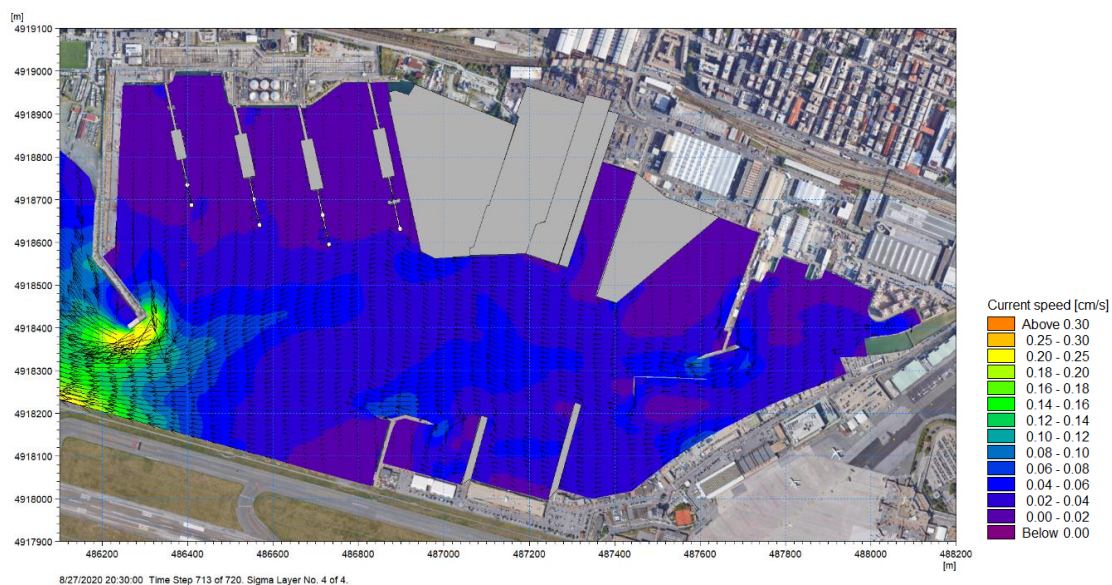 [m]
4919100
4919000
4918900
4918800
4918700
4918600
4918500
4918400
4918300
4918200
4918100
4918000
4917900
486200 486400 486600 486800 487000 487200 487400 487600 487800 488000 488200
[m]
Current speed [cm/s]
Above 0.30
0.25 - 0.30
0.20 - 0.25
0.18 - 0.20
0.16 - 0.18
0.14 - 0.16
0.12 - 0.14
0.10 - 0.12
0.08 - 0.10
0.06 - 0.08
0.04 - 0.06
0.02 - 0.04
0.00 - 0.02
Below 0.00
8/27/2020 20:30:00 Time Step 713 of 720. Sigma Layer No. 4 of 4.